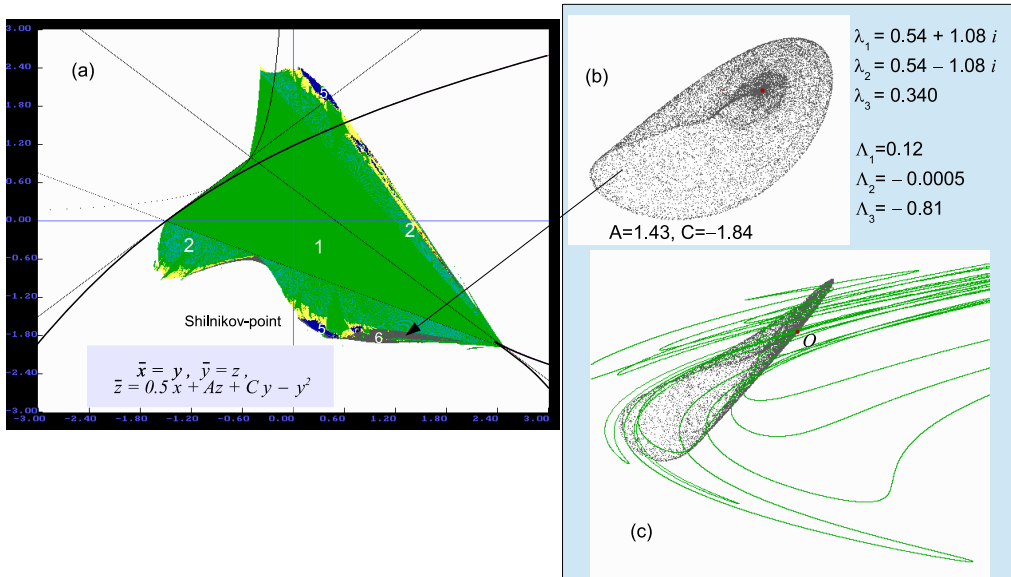 3.00
2.40
1.80
1.20
0.60
0.00
-0.60
-1.20
-1.80
-2.40
-3.00
-3.00 -2.40 -1.80 -1.20 -0.60 0.00 0.60 1.20 1.80 2.40 3.00
(a)
5
2
2
1
5
6
Shilnikov-point
x̄ = y , ȳ = z ,
z̄ = 0.5 x + Az + C y – y²
(b)
λ₁ = 0.54 + 1.08 i
λ₂ = 0.54 – 1.08 i
λ₃ = 0.340
Λ₁=0.12
Λ₂= – 0.0005
Λ₃= – 0.81
A=1.43, C=–1.84
O
(c)